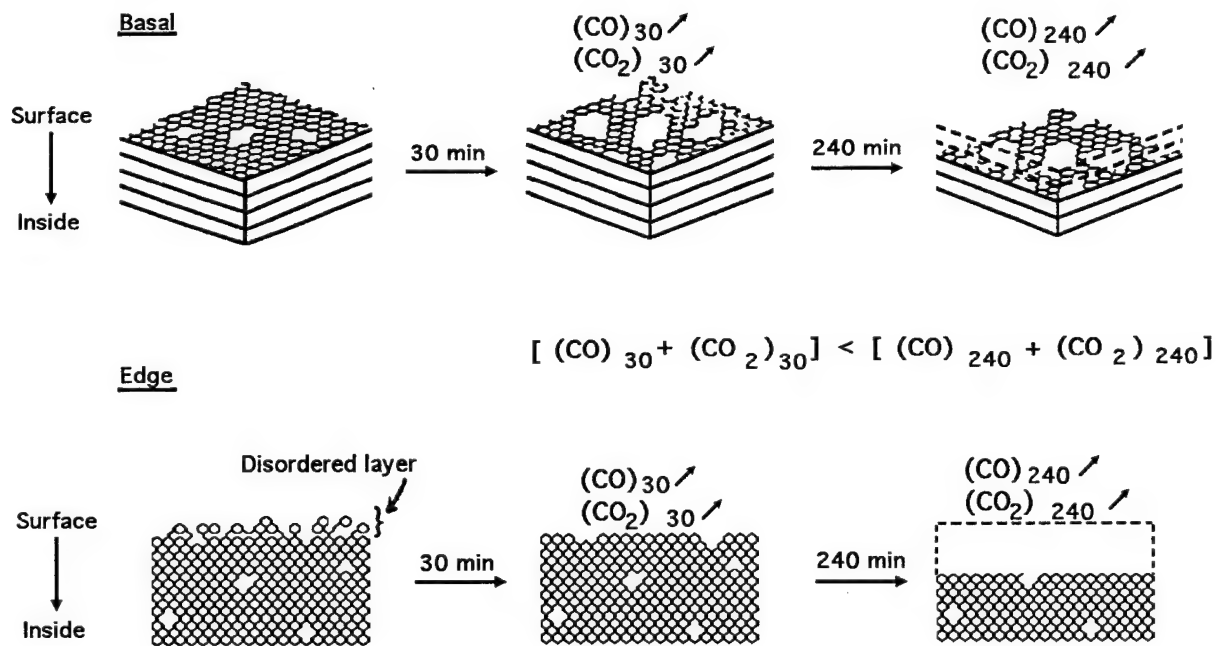 Basal
(CO)30
(CO2) 30
(CO) 240
(CO2) 240
Surface
Inside
30 min
240 min
[ (CO) 30 + (CO 2)30] < [ (CO) 240 + (CO 2) 240]
Edge
Disordered layer
(CO)30
(CO2) 30
(CO)240
(CO2) 240
Surface
Inside
30 min
240 min